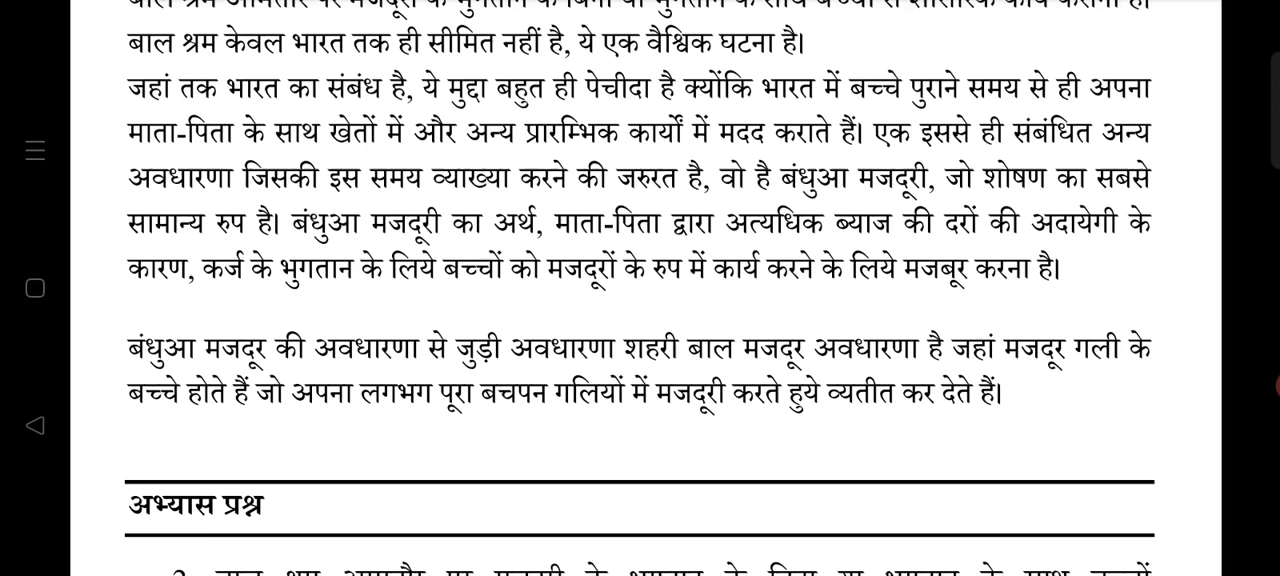 बाल श्रम केवल भारत तक ही सीमित नहीं है, ये एक वैश्विक घटना है।
जहां तक भारत का संबंध है, ये मुद्दा बहुत ही पेचीदा है क्योंकि भारत में बच्चे पुराने समय से ही अपना
माता-पिता के साथ खेतों में और अन्य प्रारम्भिक कार्यों में मदद कराते हैं। एक इससे ही संबंधित अन्य
अवधारणा जिसकी इस समय व्याख्या करने की जरुरत है, वो है बंधुआ मजदूरी, जो शोषण का सबसे
सामान्य रुप है। बंधुआ मजदूरी का अर्थ, माता-पिता द्वारा अत्यधिक ब्याज की दरों की अदायेगी के
कारण, कर्ज के भुगतान के लिये बच्चों को मजदूरों के रुप में कार्य करने के लिये मजबूर करना है।
बंधुआ मजदूर की अवधारणा से जुड़ी अवधारणा शहरी बाल मजदूर अवधारणा है जहां मजदूर गली के
बच्चे होते हैं जो अपना लगभग पूरा बचपन गलियों में मजदूरी करते हुये व्यतीत कर देते हैं।
अभ्यास प्रश्न